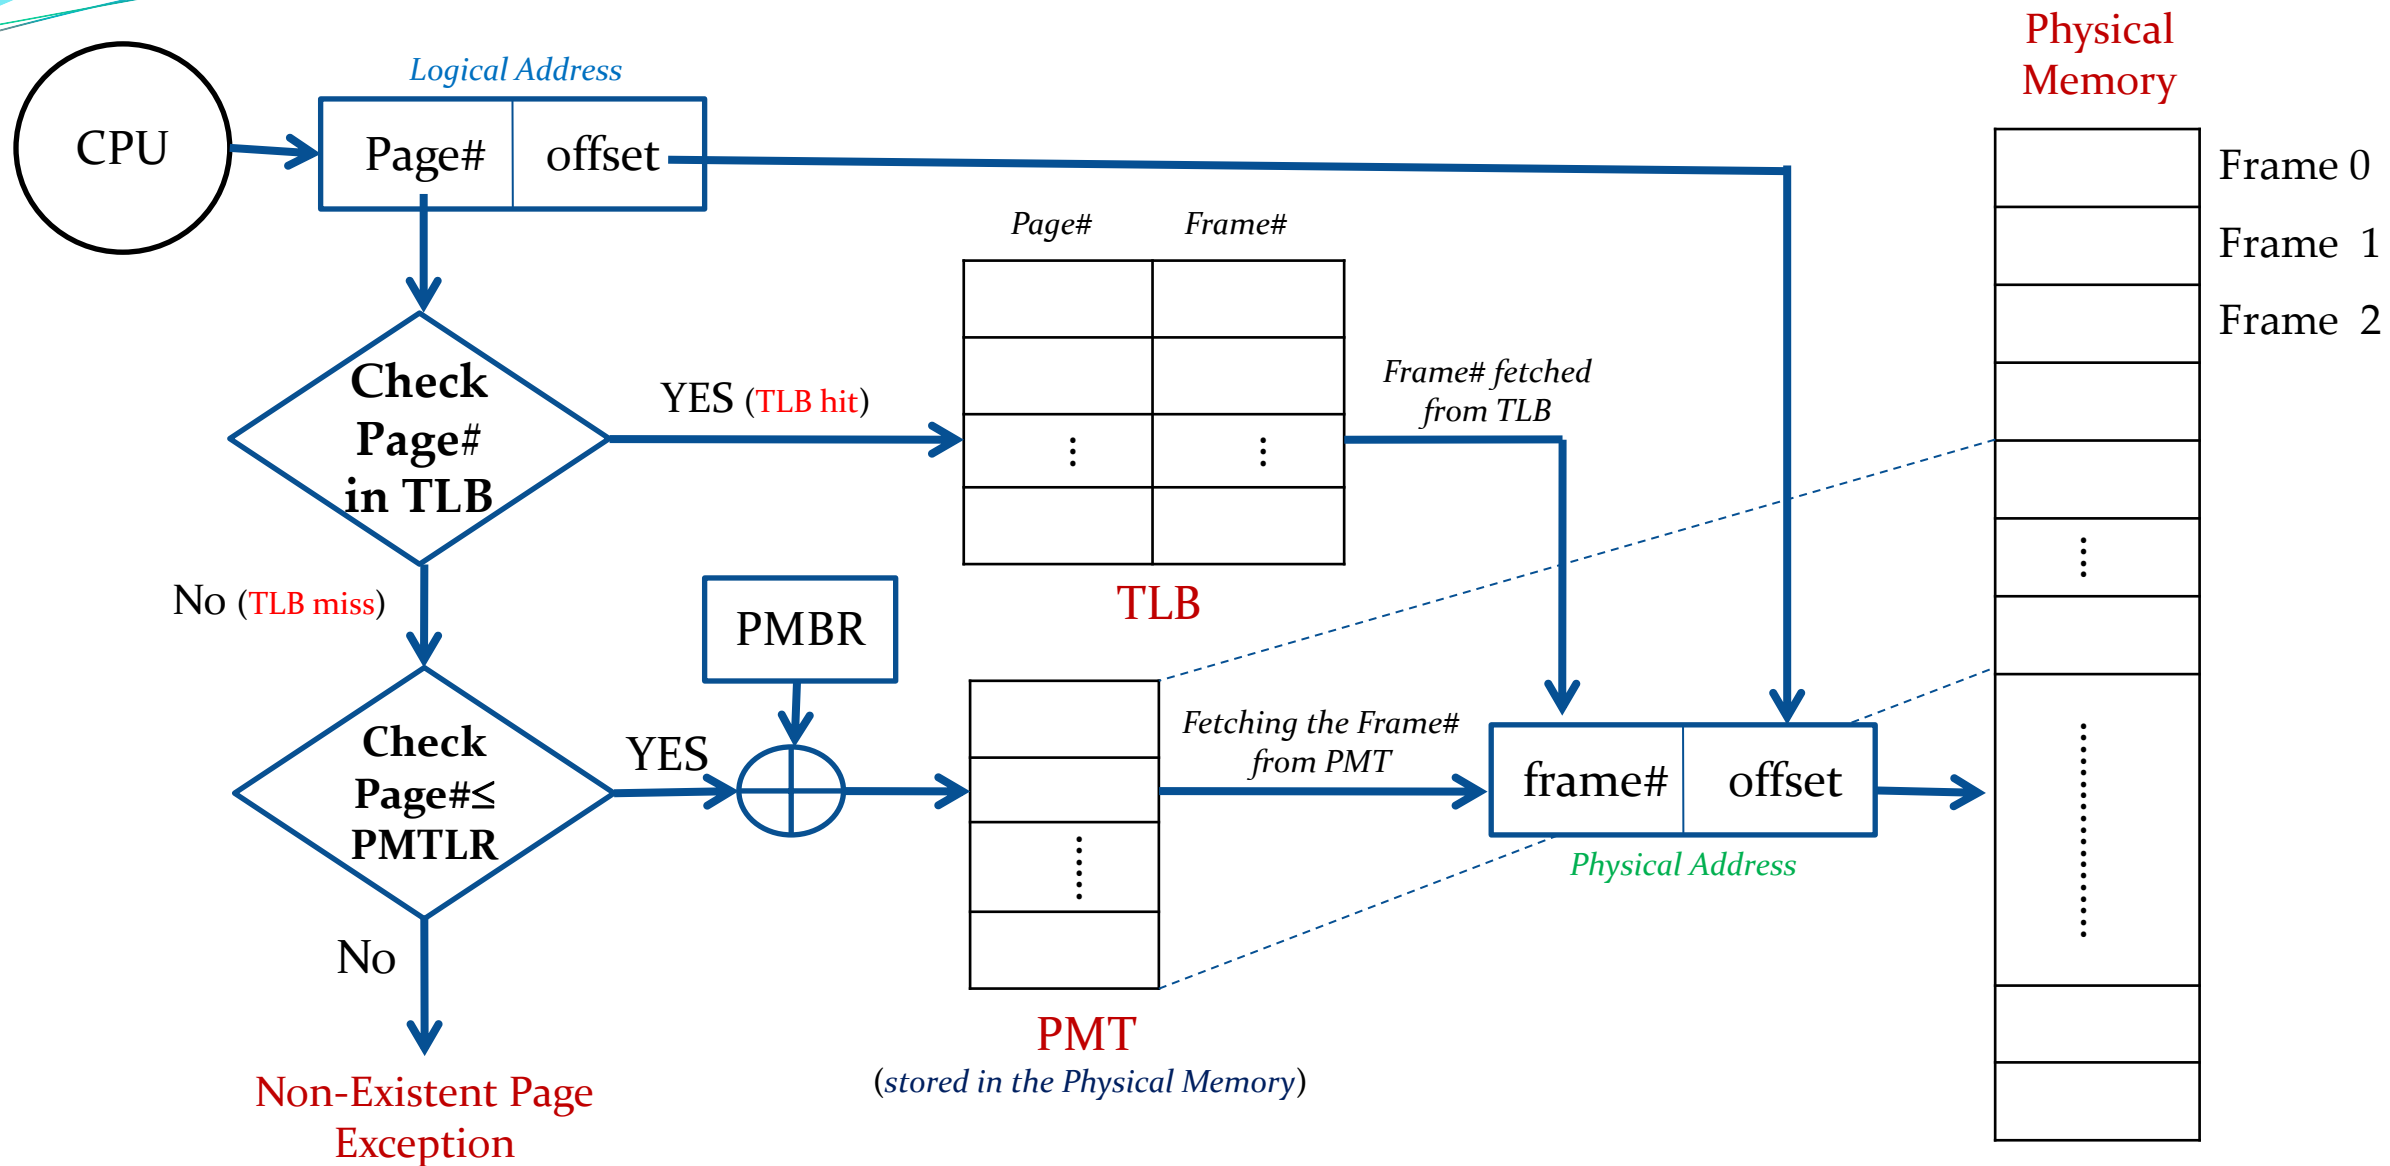 Physical
Memory
Logical Address
CPU
Page# offset
Frame 0
Page# Frame#
Frame 1
Frame 2
Check
Page#
in TLB
YES (TLB hit)
Frame# fetched
from TLB
No (TLB miss)
TLB
PMBR
Check
Page#≤
PMTLR
YES
Fetching the Frame#
from PMT
frame# offset
Physical Address
No
PMT
(stored in the Physical Memory)
Non-Existent Page
Exception